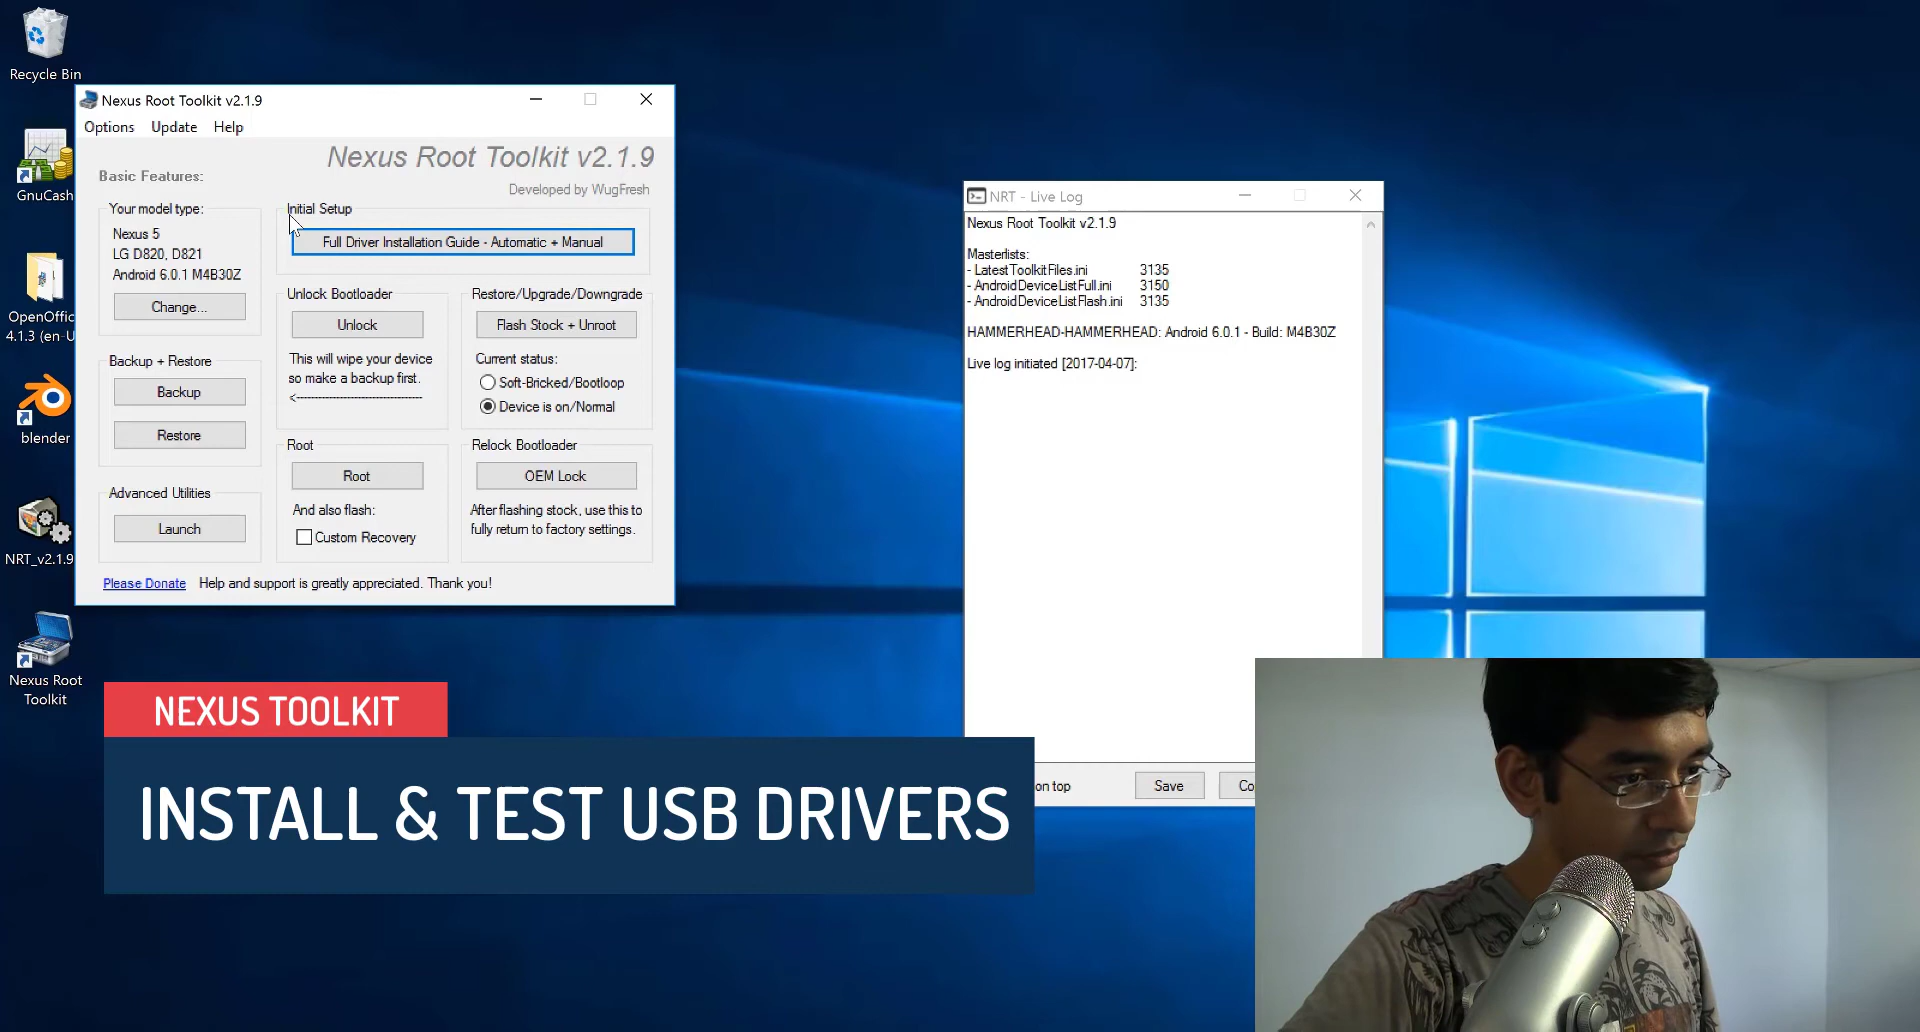 Recycle Bin
GnuCash
OpenOffic
4.1.3 (en-U
blender
NRT_v2.1.9
Nexus Root
Toolkit
Nexus Root Toolkit v2.1.9
Options Update Help
Nexus Root Toolkit v2.1.9
Developed by WugFresh
Basic Features:
Your model type:
Nexus 5
LG D820, D821
Android 6.0.1 M4B30Z
Change...
Initial Setup
Full Driver Installation Guide - Automatic + Manual
Unlock Bootloader
Unlock
This will wipe your device
so make a backup first.
<-----------------------------------
Restore/Upgrade/Downgrade
Flash Stock + Unroot
Current status:
Soft-Bricked/Bootloop
Device is on/Normal
Backup + Restore
Backup
Restore
Root
Root
And also flash:
Custom Recovery
Relock Bootloader
OEM Lock
After flashing stock, use this to
fully return to factory settings.
Advanced Utilities
Launch
Please Donate Help and support is greatly appreciated. Thank you!
NRT - Live Log
Nexus Root Toolkit v2.1.9
Masterlists:
- LatestToolkitFiles.ini 3135
- AndroidDeviceListFull.ini 3150
- AndroidDeviceListFlash.ini 3135
HAMMERHEAD-HAMMERHEAD: Android 6.0.1 - Build: M4B30Z
Live log initiated [2017-04-07]:
on top Save Co
NEXUS TOOLKIT
INSTALL & TEST USB DRIVERS